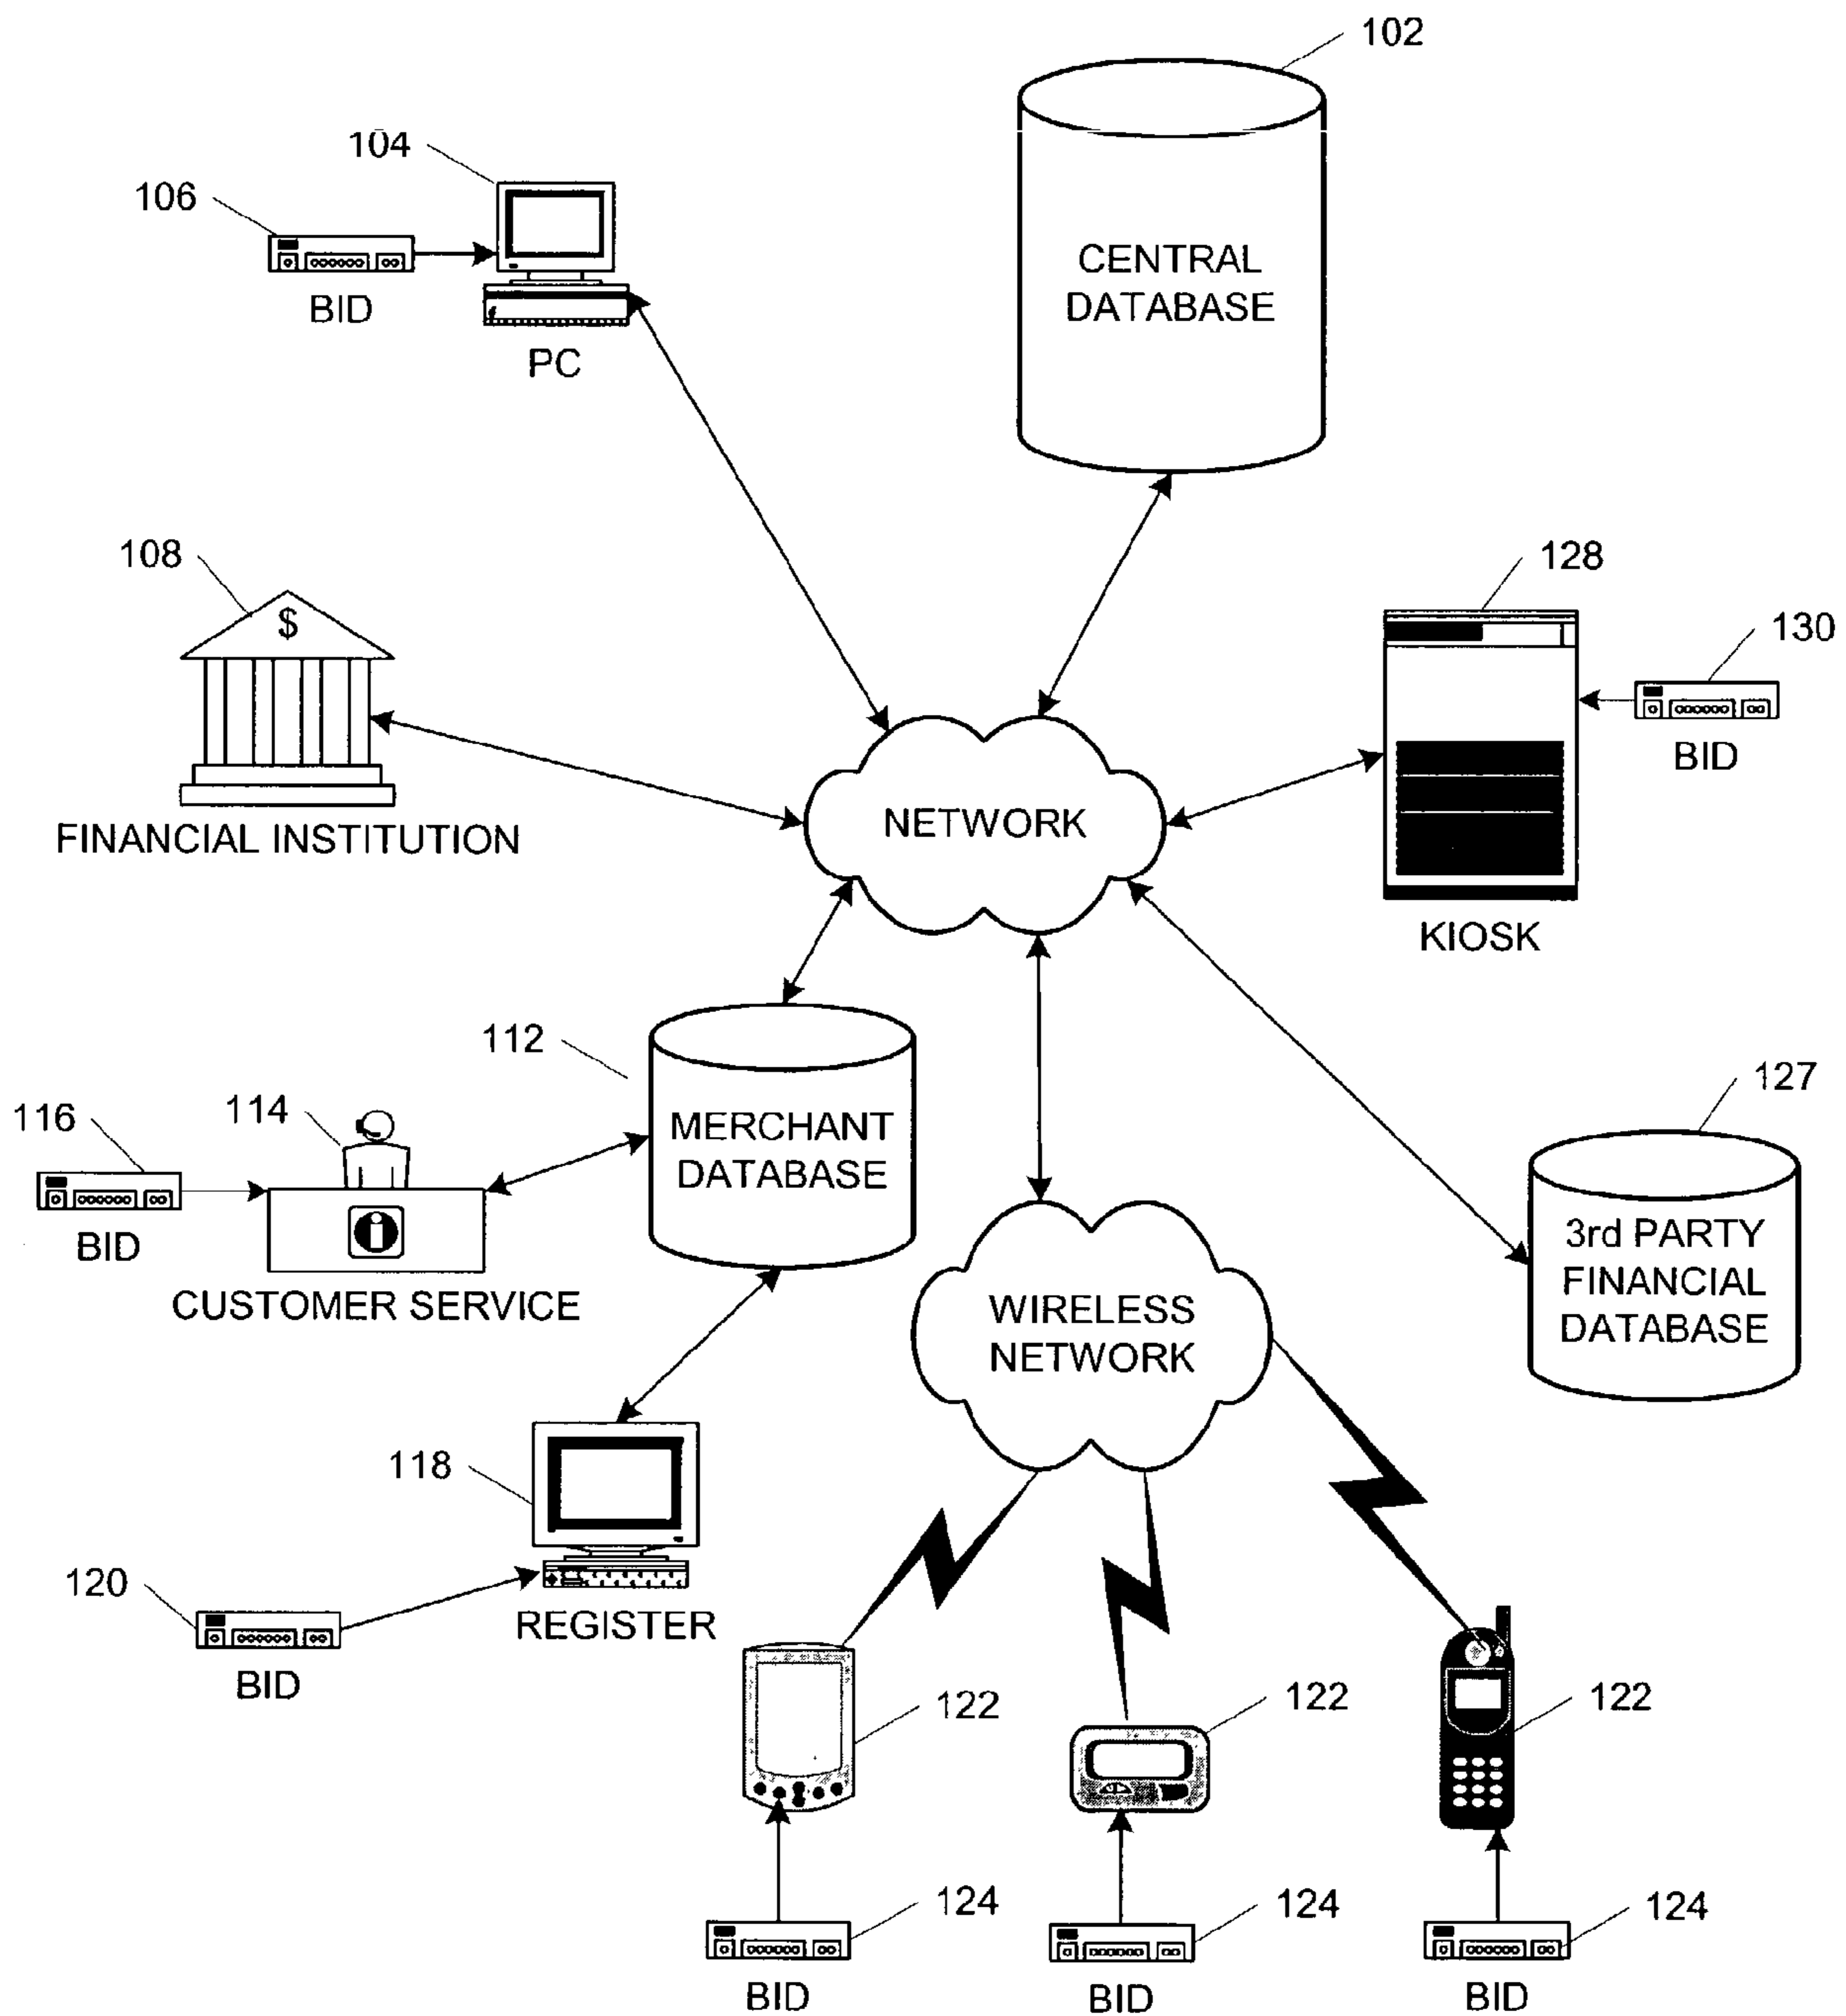 102
104
106
CENTRAL
DATABASE
BID
PC
108
128
$
130
BID
NETWORK
FINANCIAL INSTITUTION
KIOSK
112
127
116
114
MERCHANT
DATABASE
BID
3rd PARTY
FINANCIAL
DATABASE
CUSTOMER SERVICE
WIRELESS
NETWORK
118
120
REGISTER
BID
122
122
122
124
124
124
BID
BID
BID